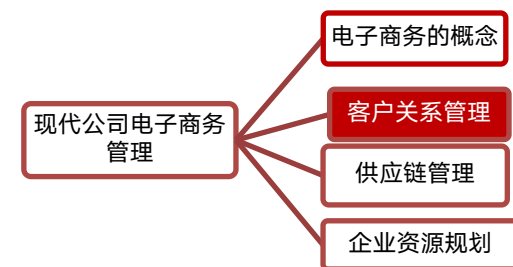 电子商务的概念
客户关系管理
现代公司电子商务
管理
供应链管理
企业资源规划